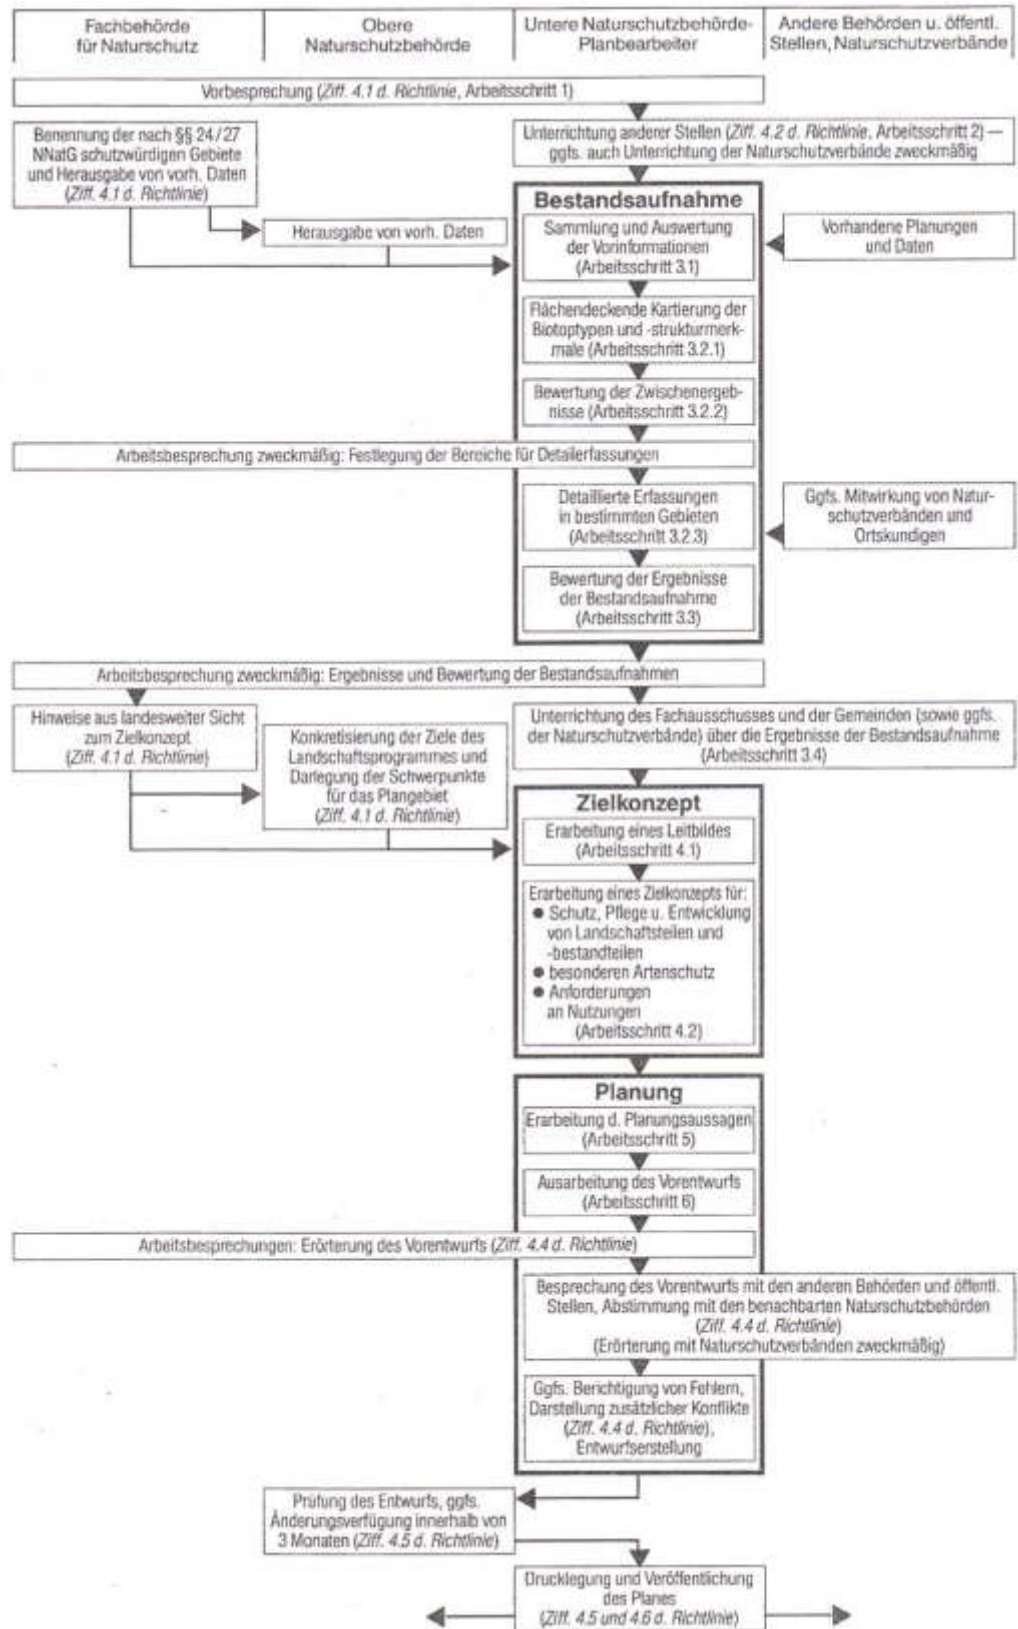 Fachbehörde
für Naturschutz
Obere
Naturschutzbehörde
Untere Naturschutzbehörde-
Planbearbeiter
Andere Behörden u. öffentl.
Stellen, Naturschutzverbände
Vorbesprechung (Ziff. 4.1 d. Richtlinie, Arbeitsschritt 1)
Benennung der nach §§ 24/27
NNatG schutzwürdigen Gebiete
und Herausgabe von vorh. Daten
(Ziff. 4.1 d. Richtlinie)
Unterrichtung anderer Stellen (Ziff. 4.2 d. Richtlinie, Arbeitsschritt 2) —
ggfs. auch Unterrichtung der Naturschutzverbände zweckmäßig
Bestandsaufnahme
Herausgabe von vorh. Daten
Sammlung und Auswertung
der Vorinformationen
(Arbeitsschritt 3.1)
Vorhandene Planungen
und Daten
Flächendeckende Kartierung der
Biotoptypen und -strukturmerk-
male (Arbeitsschritt 3.2.1)
Bewertung der Zwischenergeb-
nisse (Arbeitsschritt 3.2.2)
Arbeitsbesprechung zweckmäßig: Festlegung der Bereiche für Detailerfassungen
Detaillierte Erfassungen
in bestimmten Gebieten
(Arbeitsschritt 3.2.3)
Ggfs. Mitwirkung von Natur-
schutzverbänden und
Ortskundigen
Bewertung der Ergebnisse
der Bestandsaufnahme
(Arbeitsschritt 3.3)
Arbeitsbesprechung zweckmäßig: Ergebnisse und Bewertung der Bestandsaufnahmen
Hinweise aus landesweiter Sicht
zum Zielkonzept
(Ziff. 4.1 d. Richtlinie)
Konkretisierung der Ziele des
Landschaftsprogrammes und
Darlegung der Schwerpunkte
für das Plangebiet
(Ziff. 4.1 d. Richtlinie)
Unterrichtung des Fachausschusses und der Gemeinden (sowie ggfs.
der Naturschutzverbände) über die Ergebnisse der Bestandsaufnahme
(Arbeitsschritt 3.4)
Zielkonzept
Erarbeitung eines Leitbildes
(Arbeitsschritt 4.1)
Erarbeitung eines Zielkonzepts für:
● Schutz, Pflege u. Entwicklung
von Landschaftsteilen und
-bestandteilen
● besonderen Artenschutz
● Anforderungen
an Nutzungen
(Arbeitsschritt 4.2)
Planung
Erarbeitung d. Planungsaussagen
(Arbeitsschritt 5)
Ausarbeitung des Vorentwurfs
(Arbeitsschritt 6)
Arbeitsbesprechungen: Erörterung des Vorentwurfs (Ziff. 4.4 d. Richtlinie)
Besprechung des Vorentwurfs mit den anderen Behörden und öffentl.
Stellen, Abstimmung mit den benachbarten Naturschutzbehörden
(Ziff. 4.4 d. Richtlinie)
(Erörterung mit Naturschutzverbänden zweckmäßig)
Ggfs. Berichtigung von Fehlern,
Darstellung zusätzlicher Konflikte
(Ziff. 4.4 d. Richtlinie),
Entwurfserstellung
Prüfung des Entwurfs, ggfs.
Änderungsverfügung innerhalb von
3 Monaten (Ziff. 4.5 d. Richtlinie)
Drucklegung und Veröffentlichung
des Planes
(Ziff. 4.5 und 4.6 d. Richtlinie)